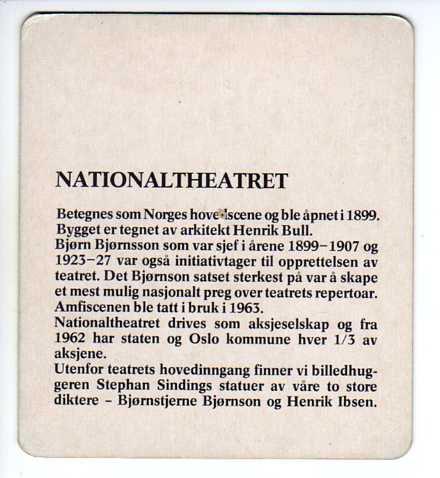 NATIONALTHEATRET
Betegnes som Norges hovedscene og ble åpnet i 1899.
Bygget er tegnet av arkitekt Henrik Bull.
Bjørn Bjørnsson som var sjef i årene 1899–1907 og
1923–27 var også initiativtager til opprettelsen av
teatret. Det Bjørnson satset sterkest på var å skape
et mest mulig nasjonalt preg over teatrets repertoar.
Amfiscenen ble tatt i bruk i 1963.
Nationaltheatret drives som aksjeselskap og fra
1962 har staten og Oslo kommune hver 1/3 av
aksjene.
Utenfor teatrets hovedinngang finner vi billedhug-
geren Stephan Sindings statuer av våre to store
diktere – Bjørnstjerne Bjørnson og Henrik Ibsen.